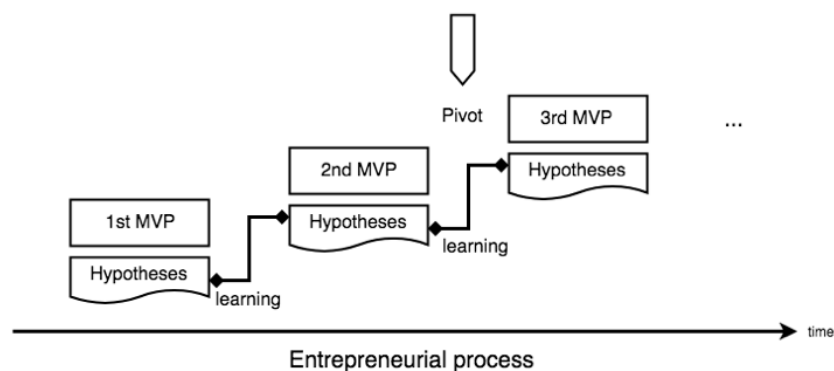 Pivot
3rd MVP
...
Hypotheses
2nd MVP
Hypotheses
learning
1st MVP
Hypotheses
learning
time
Entrepreneurial process